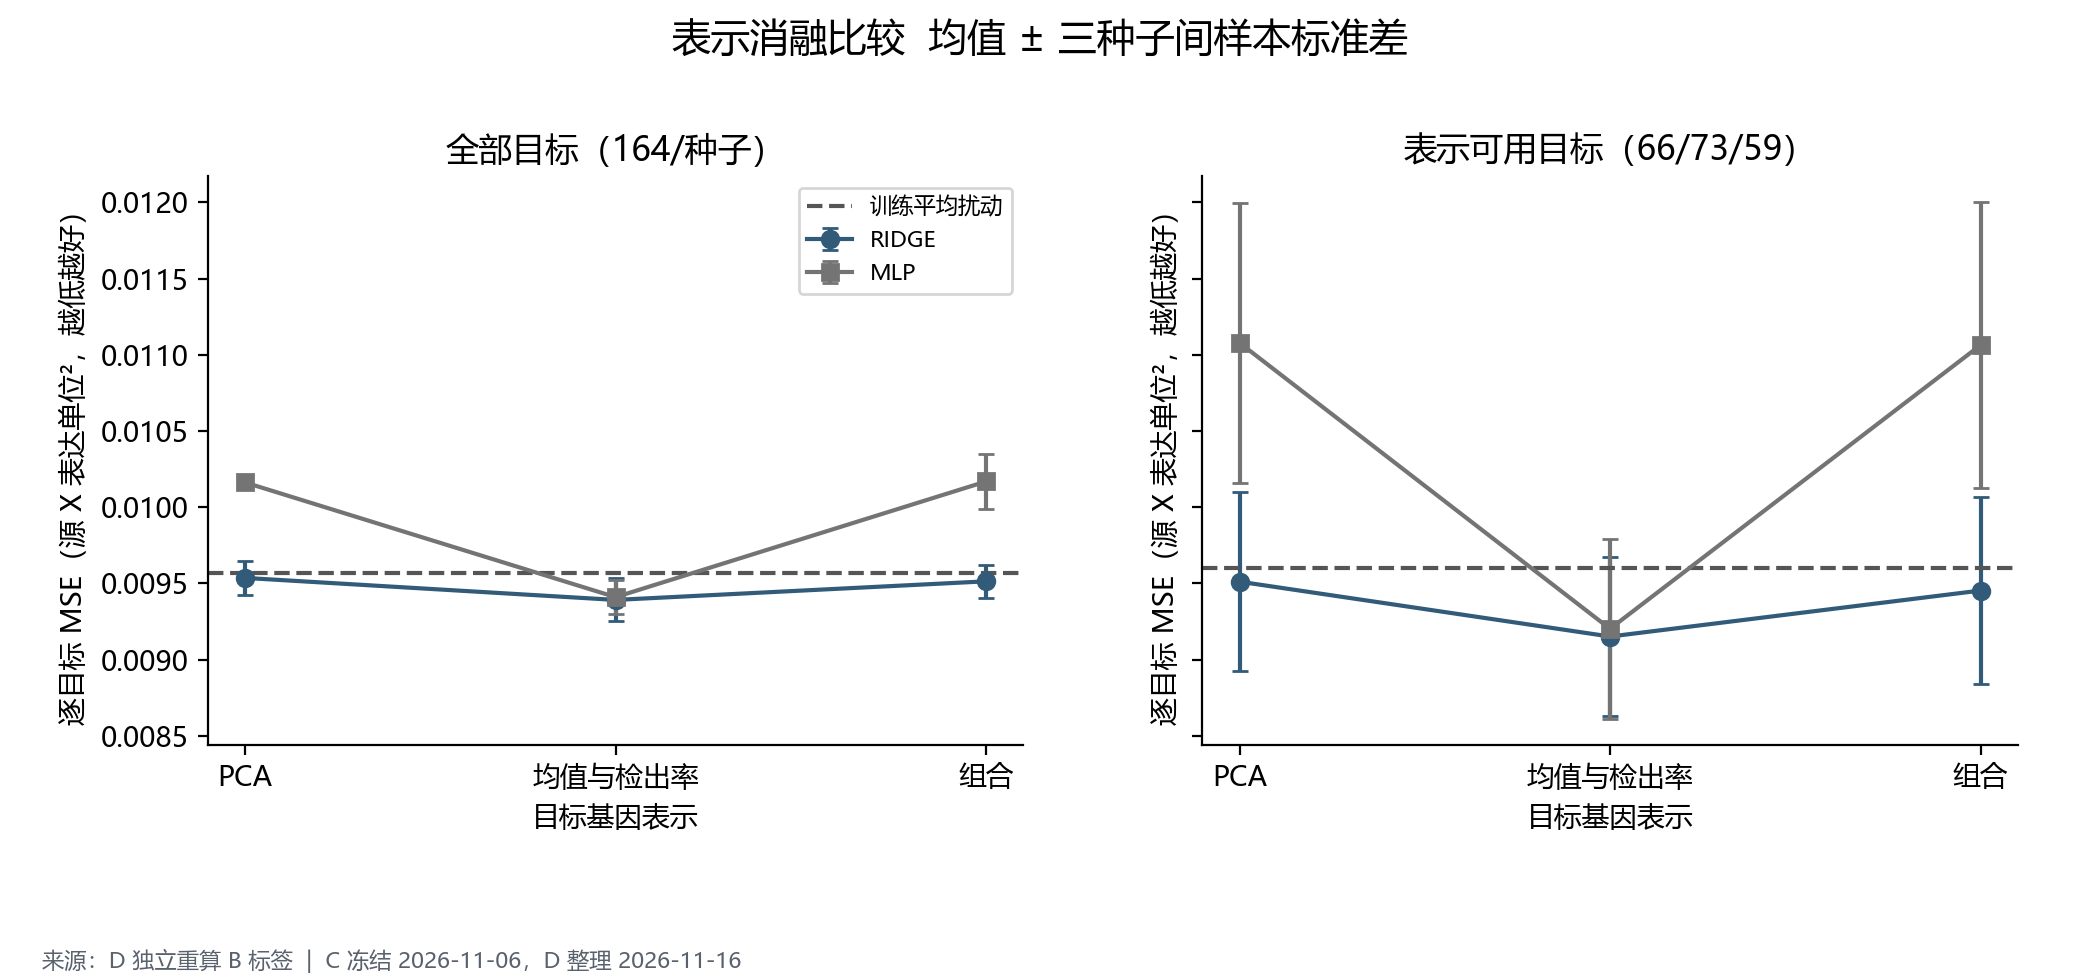 表示消融比较 均值 ± 三种子间样本标准差
全部目标（164/种子）
逐目标 MSE（源 X 表达单位²，越低越好）
0.0120
0.0115
0.0110
0.0105
0.0100
0.0095
0.0090
0.0085
训练平均扰动
RIDGE
MLP
PCA
均值与检出率
组合
目标基因表示
表示可用目标（66/73/59）
逐目标 MSE（源 X 表达单位²，越低越好）
PCA
均值与检出率
组合
目标基因表示
来源：D 独立重算 B 标签 | C 冻结 2026-11-06，D 整理 2026-11-16